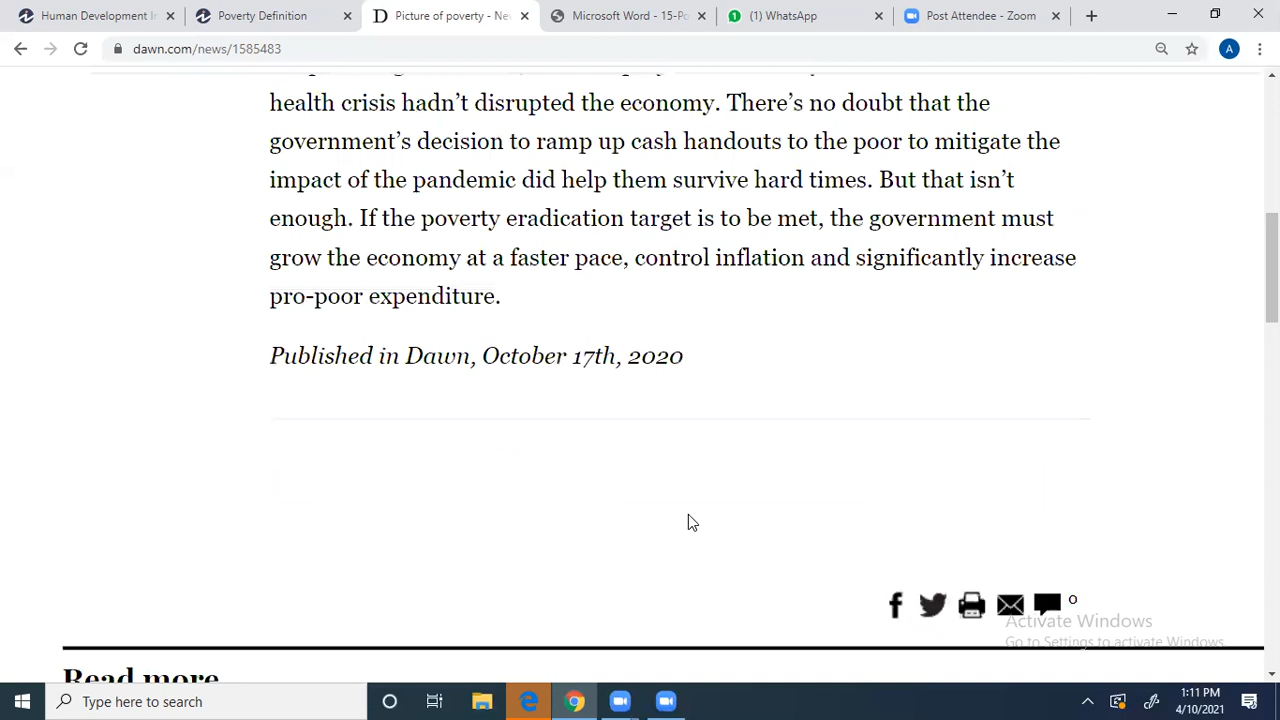 Human Development I
Poverty Definition
Picture of poverty - Ne
Microsoft Word - 15-Po
(1) WhatsApp
Post Attendee - Zoom
dawn.com/news/1585483
A
health crisis hadn’t disrupted the economy. There’s no doubt that the
government’s decision to ramp up cash handouts to the poor to mitigate the
impact of the pandemic did help them survive hard times. But that isn’t
enough. If the poverty eradication target is to be met, the government must
grow the economy at a faster pace, control inflation and significantly increase
pro-poor expenditure.
Published in Dawn, October 17th, 2020
0
Activate Windows
Go to Settings to activate Windows.
Read more
Type here to search
1:11 PM
4/10/2021